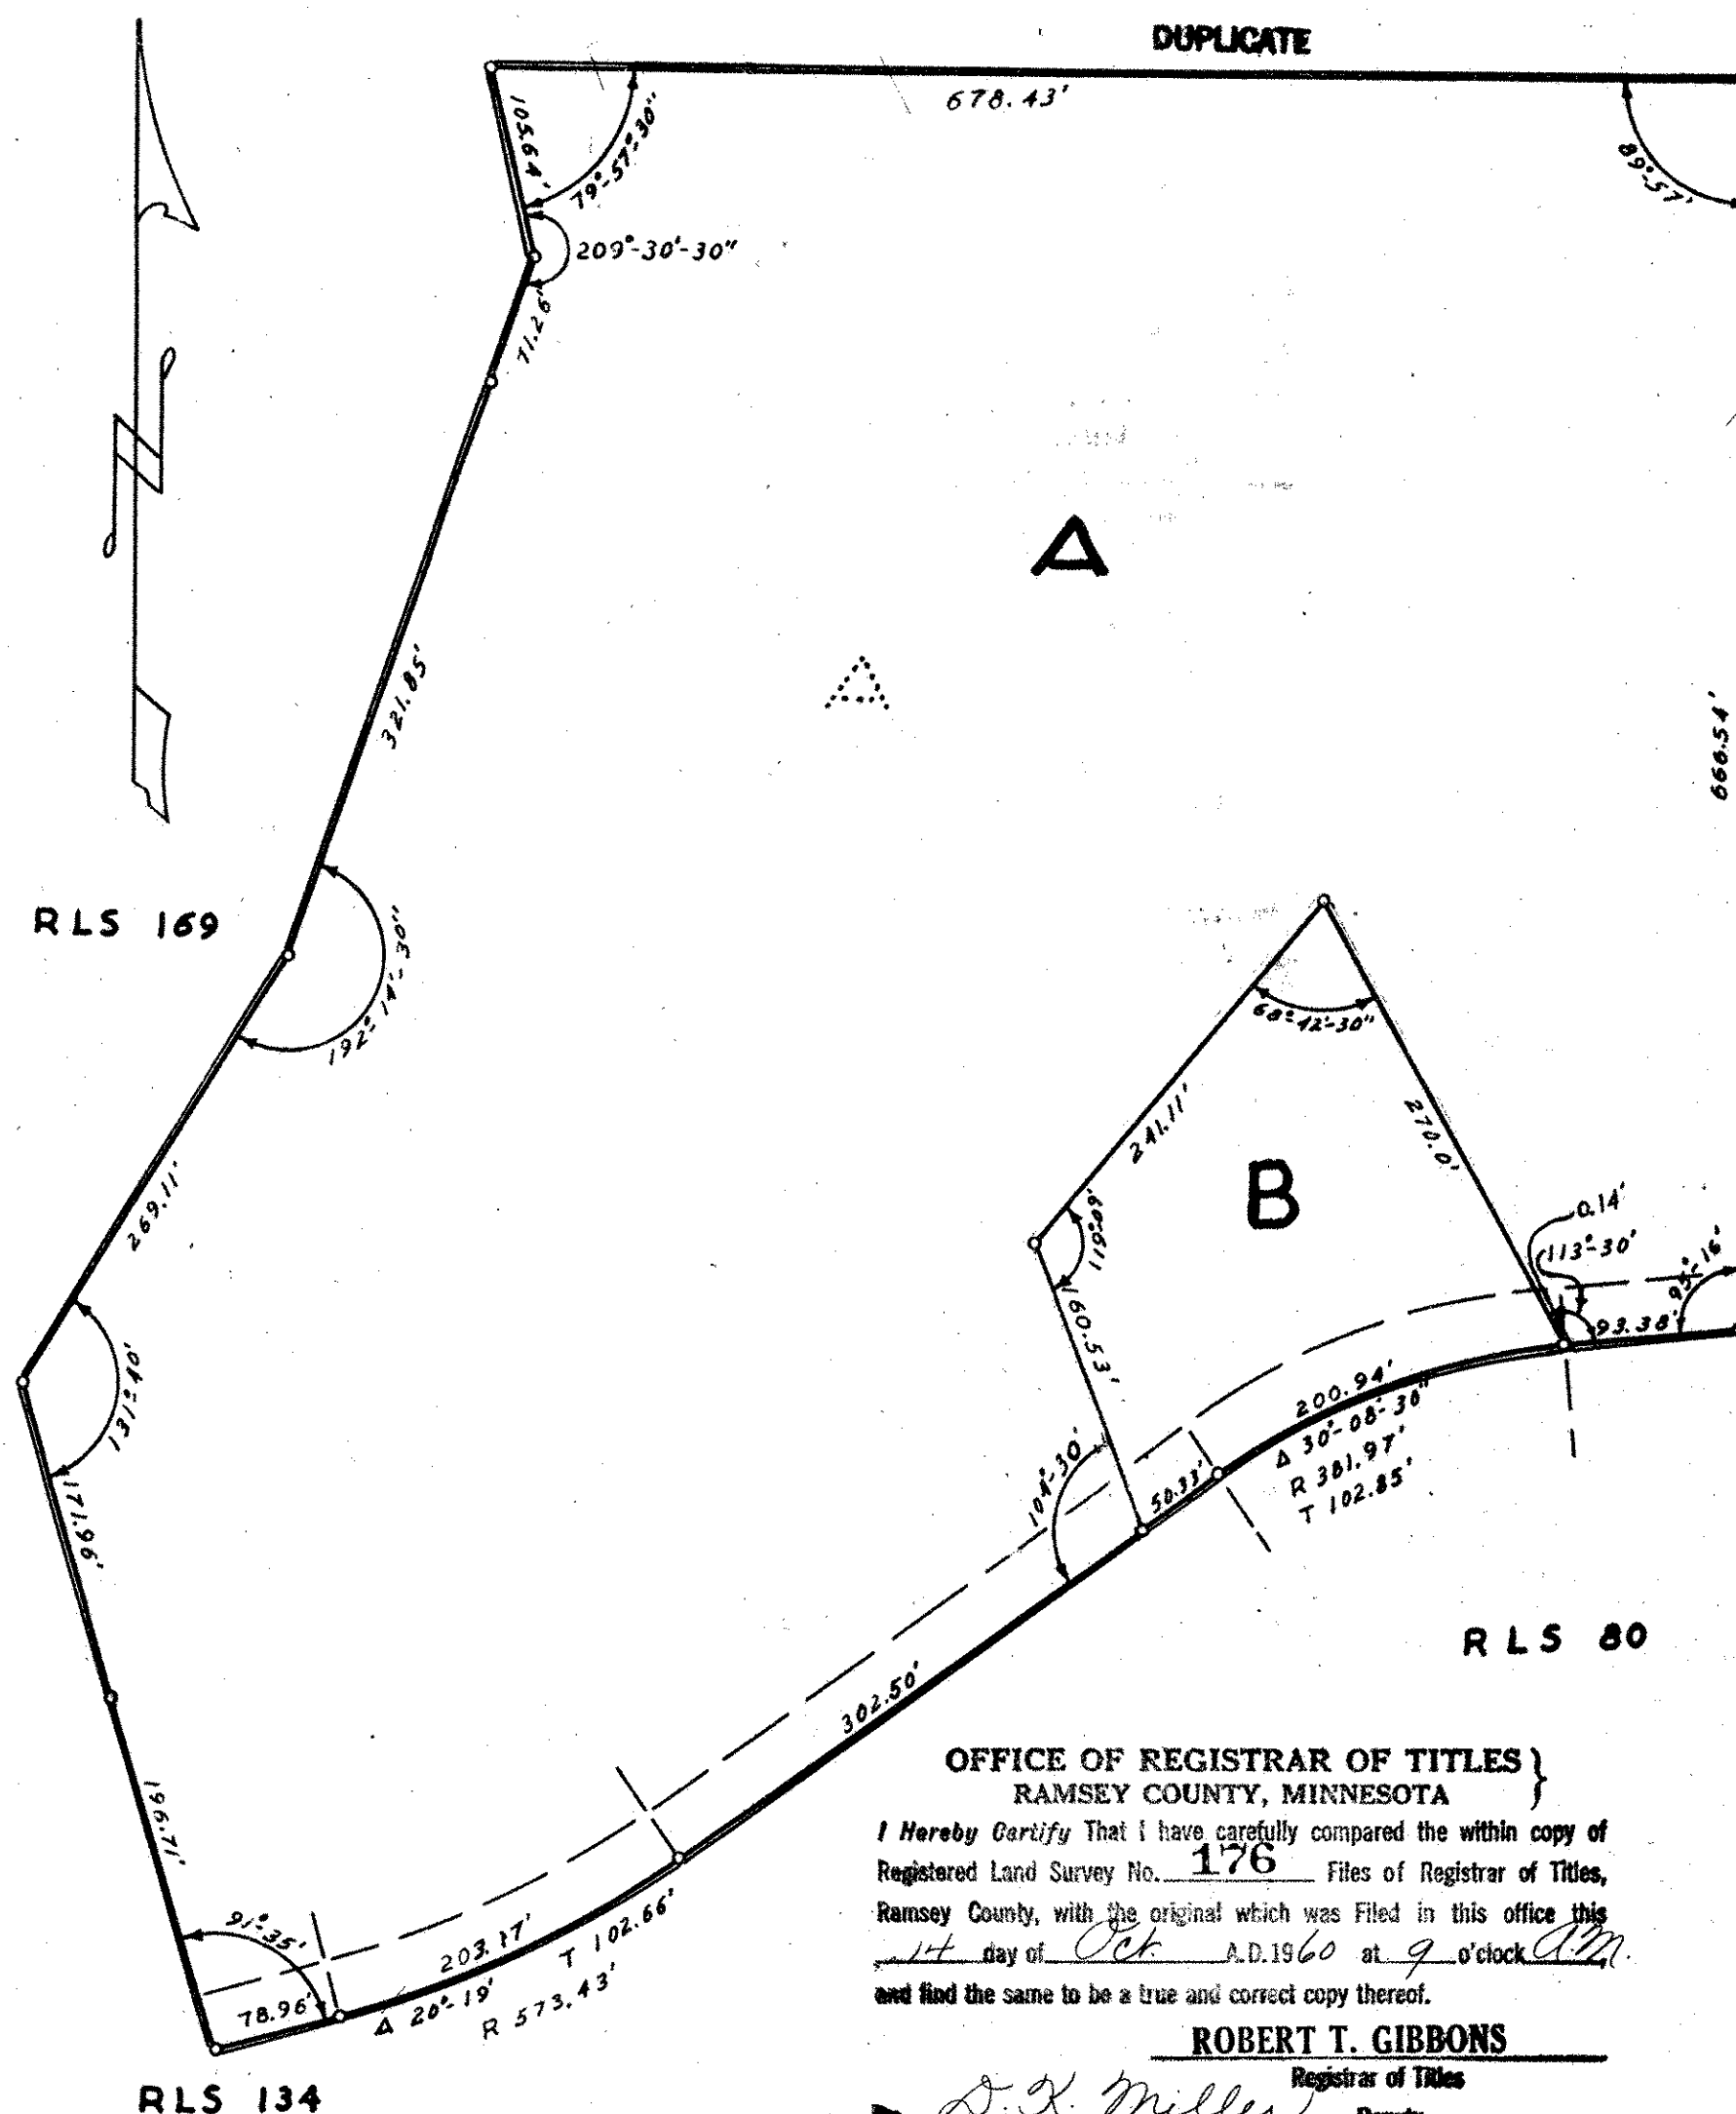 DUPLICATE
678.43'
105.64'
79°-57'-30"
89°-57'
209°-30'-30"
71.26'
A
A
321.85'
666.54'
RLS 169
192°-14'-30"
68°-42'-30"
241.11'
270.0'
B
269.11'
119°-09'
0.14'
113°-30'
95°-16'
93.38'
160.53'
131°-40'
200.94'
Δ 30°-08'-30"
R 381.97'
T 102.85'
104°-30'
50.33'
171.96'
RLS 80
302.50'
196.71'
OFFICE OF REGISTRAR OF TITLES }
RAMSEY COUNTY, MINNESOTA
I Hereby Certify That I have carefully compared the within copy of
Registered Land Survey No. 176 Files of Registrar of Titles,
Ramsey County, with the original which was Filed in this office this
14 day of Oct. A.D.1960 at 9 o'clock A.M.
and find the same to be a true and correct copy thereof.
ROBERT T. GIBBONS
Registrar of Titles
D. K. Miller
Deputy
91°-35'
203.17'
T 102.66'
78.96'
Δ 20°-19'
R 573.43'
RLS 134